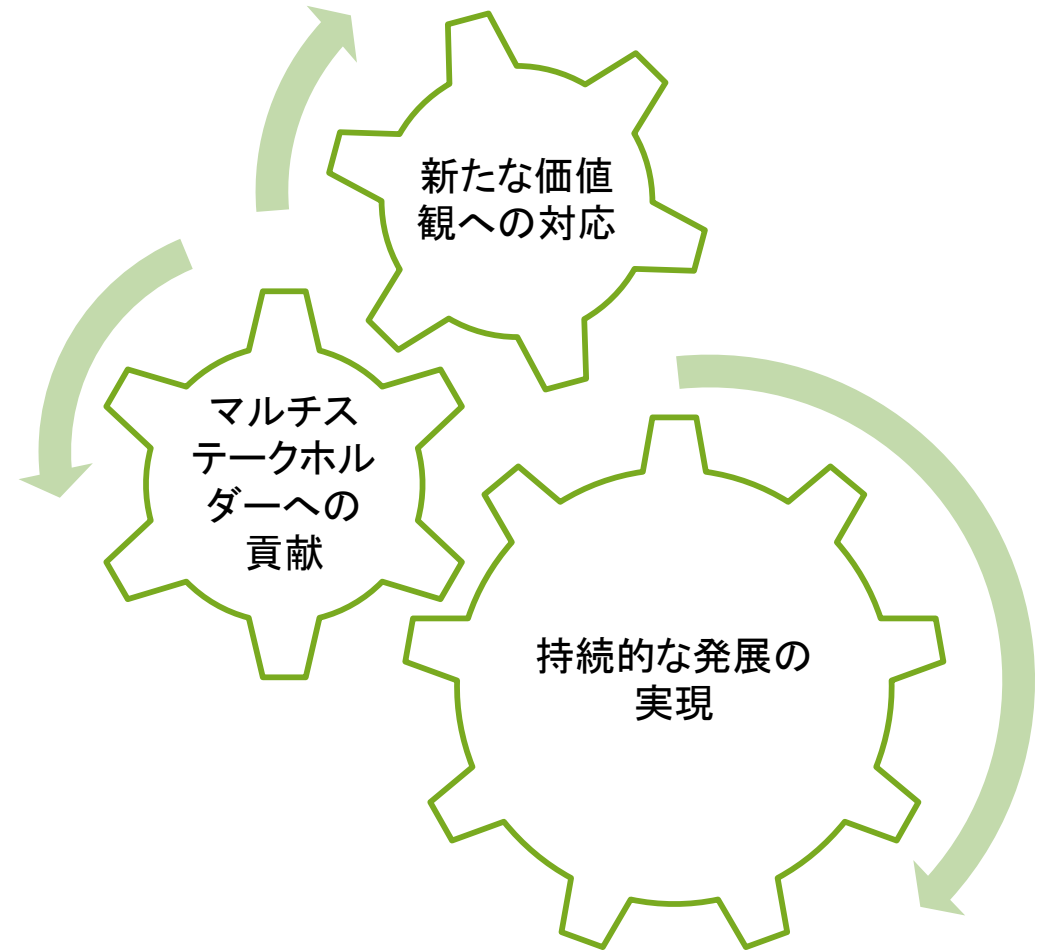 新たな価値
観への対応
マルチス
テークホル
ダーへの
貢献
持続的な発展の
実現